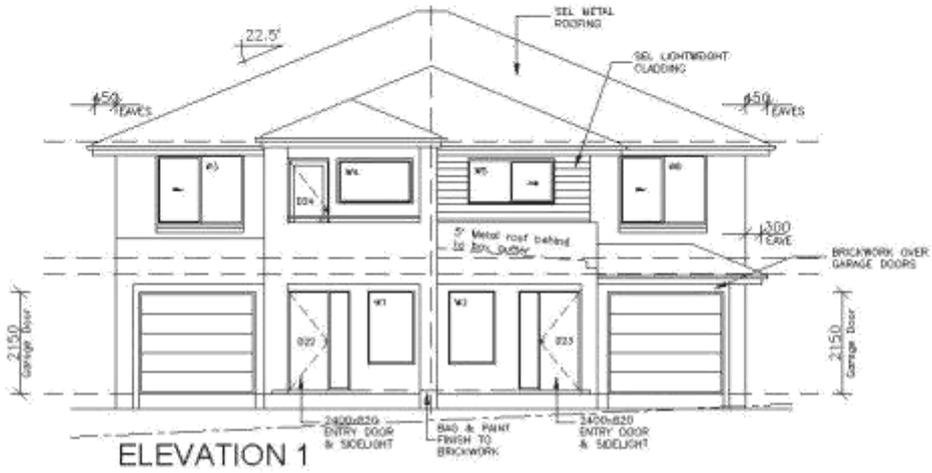 SEL METAL
ROOFING
22.5°
SEL LIGHTWEIGHT
CLADDING
450
EAVES
450
EAVES
W4
W5
D24
300
EAVE
5° Metal roof behind
to box gutter
BRICKWORK OVER
GARAGE DOORS
2150
Garage Door
W1
W2
D22
D23
2150
Garage Door
2400x820
ENTRY DOOR
& SIDELIGHT
BAG & PAINT
FINISH TO
BRICKWORK
2400x820
ENTRY DOOR
& SIDELIGHT
ELEVATION 1